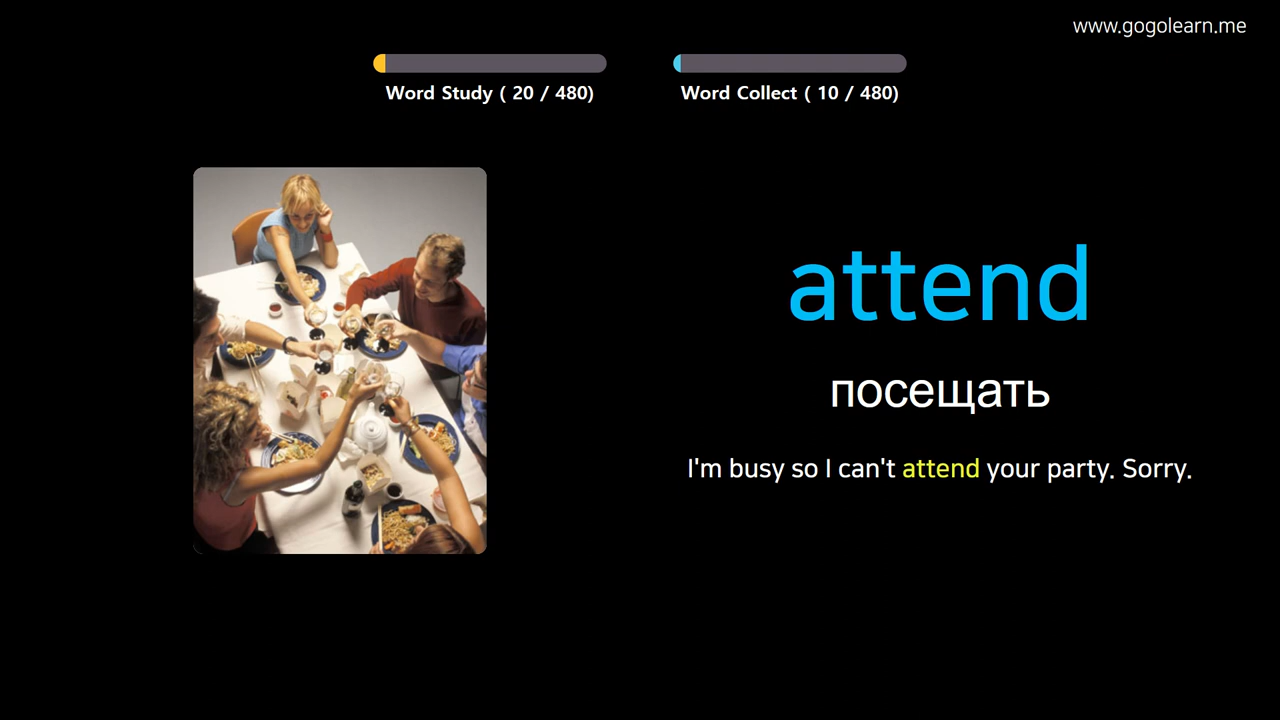 www.gogolearn.me
Word Study ( 20 / 480)
Word Collect ( 10 / 480)
attend
посещать
I'm busy so I can't attend your party. Sorry.